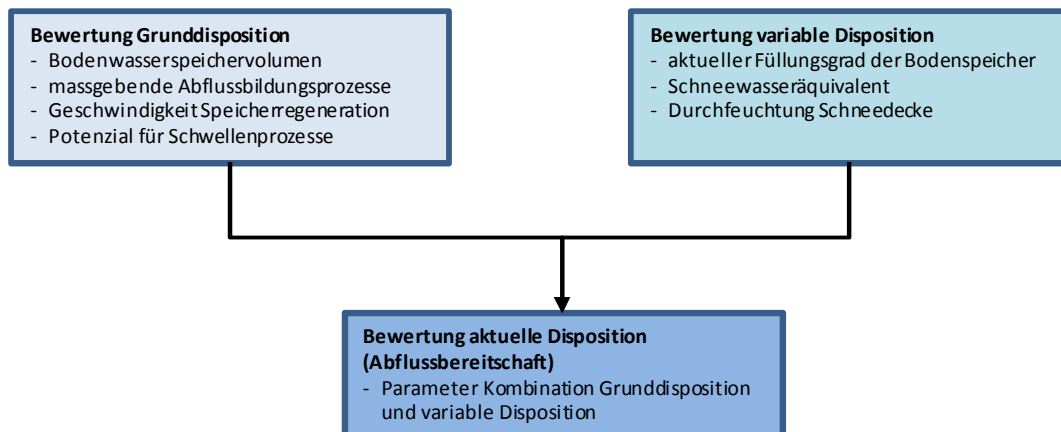 Bewertung Grunddisposition
- Bodenwasserspeichervolumen
- massgebende Abflussbildungsprozesse
- Geschwindigkeit Speicherregeneration
- Potenzial für Schwellenprozesse
Bewertung variable Disposition
- aktueller Füllungsgrad der Bodenspeicher
- Schneewasseräquivalent
- Durchfeuchtung Schneedecke
Bewertung aktuelle Disposition
(Abflussbereitschaft)
- Parameter Kombination Grunddisposition
und variable Disposition